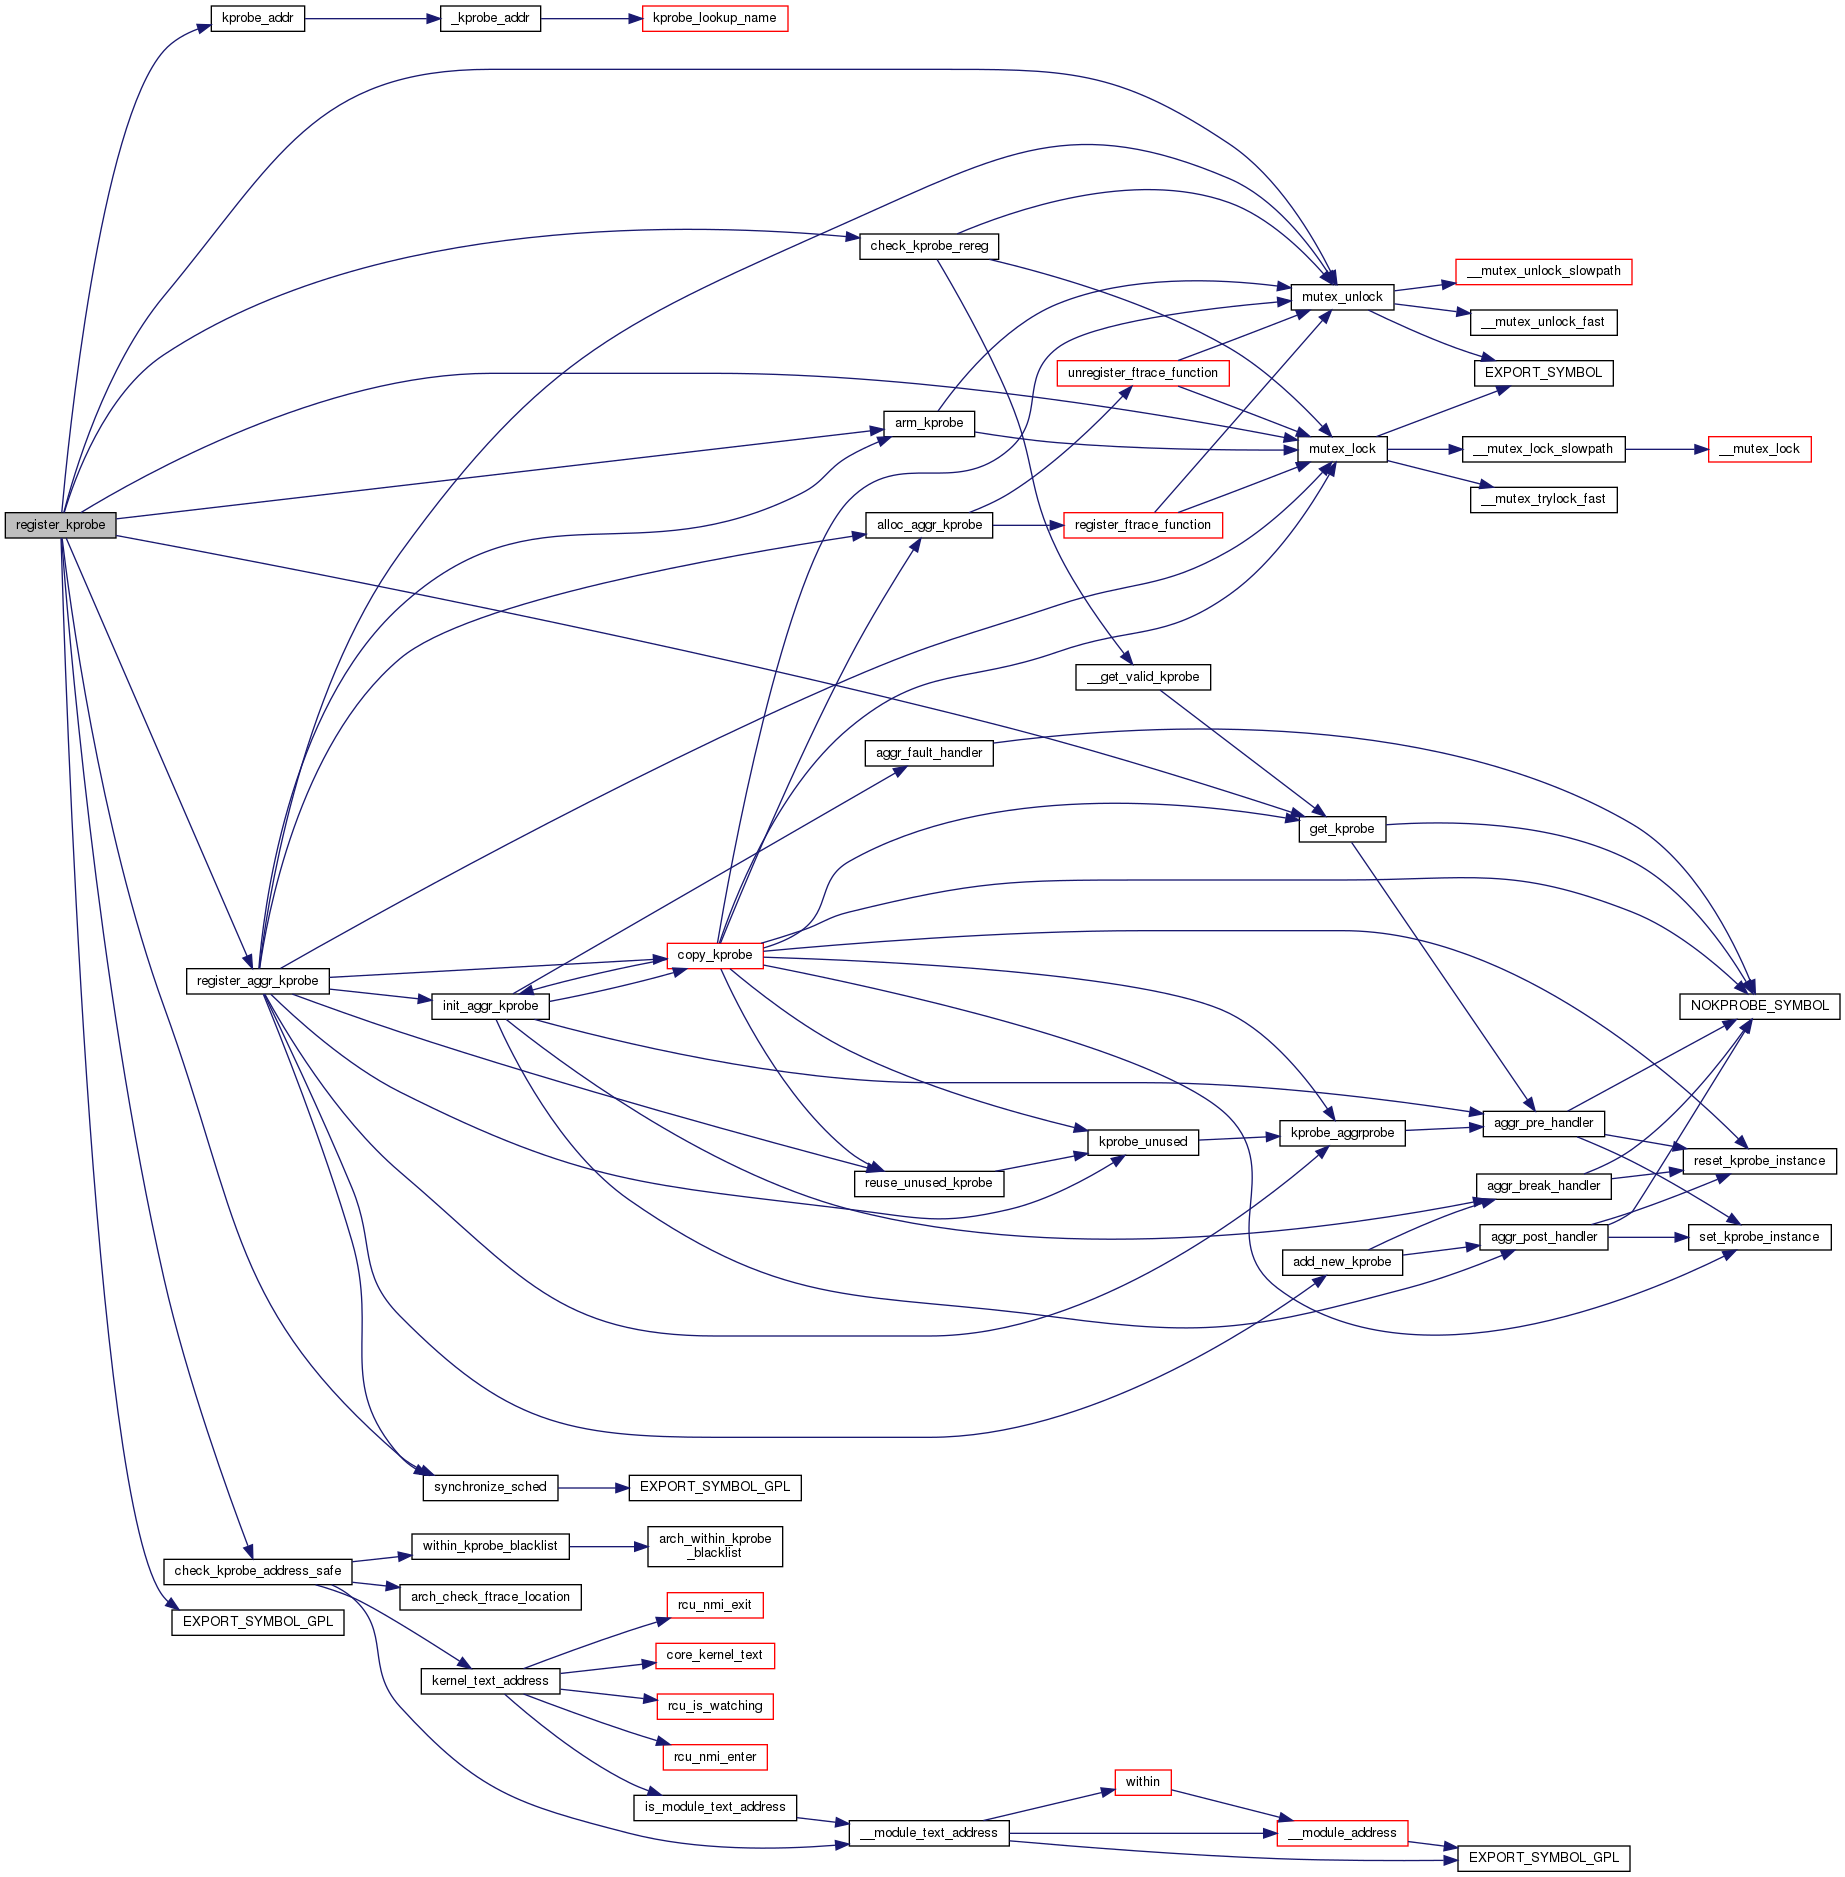 kprobe_addr
_kprobe_addr
kprobe_lookup_name
check_kprobe_rereg
__mutex_unlock_slowpath
mutex_unlock
__mutex_unlock_fast
unregister_ftrace_function
EXPORT_SYMBOL
arm_kprobe
mutex_lock
__mutex_lock_slowpath
__mutex_lock
__mutex_trylock_fast
register_kprobe
alloc_aggr_kprobe
register_ftrace_function
__get_valid_kprobe
aggr_fault_handler
get_kprobe
copy_kprobe
register_aggr_kprobe
init_aggr_kprobe
NOKPROBE_SYMBOL
aggr_pre_handler
kprobe_aggrprobe
kprobe_unused
reset_kprobe_instance
reuse_unused_kprobe
aggr_break_handler
aggr_post_handler
set_kprobe_instance
add_new_kprobe
synchronize_sched
EXPORT_SYMBOL_GPL
within_kprobe_blacklist
arch_within_kprobe
_blacklist
check_kprobe_address_safe
arch_check_ftrace_location
rcu_nmi_exit
EXPORT_SYMBOL_GPL
core_kernel_text
kernel_text_address
rcu_is_watching
rcu_nmi_enter
within
is_module_text_address
__module_text_address
__module_address
EXPORT_SYMBOL_GPL